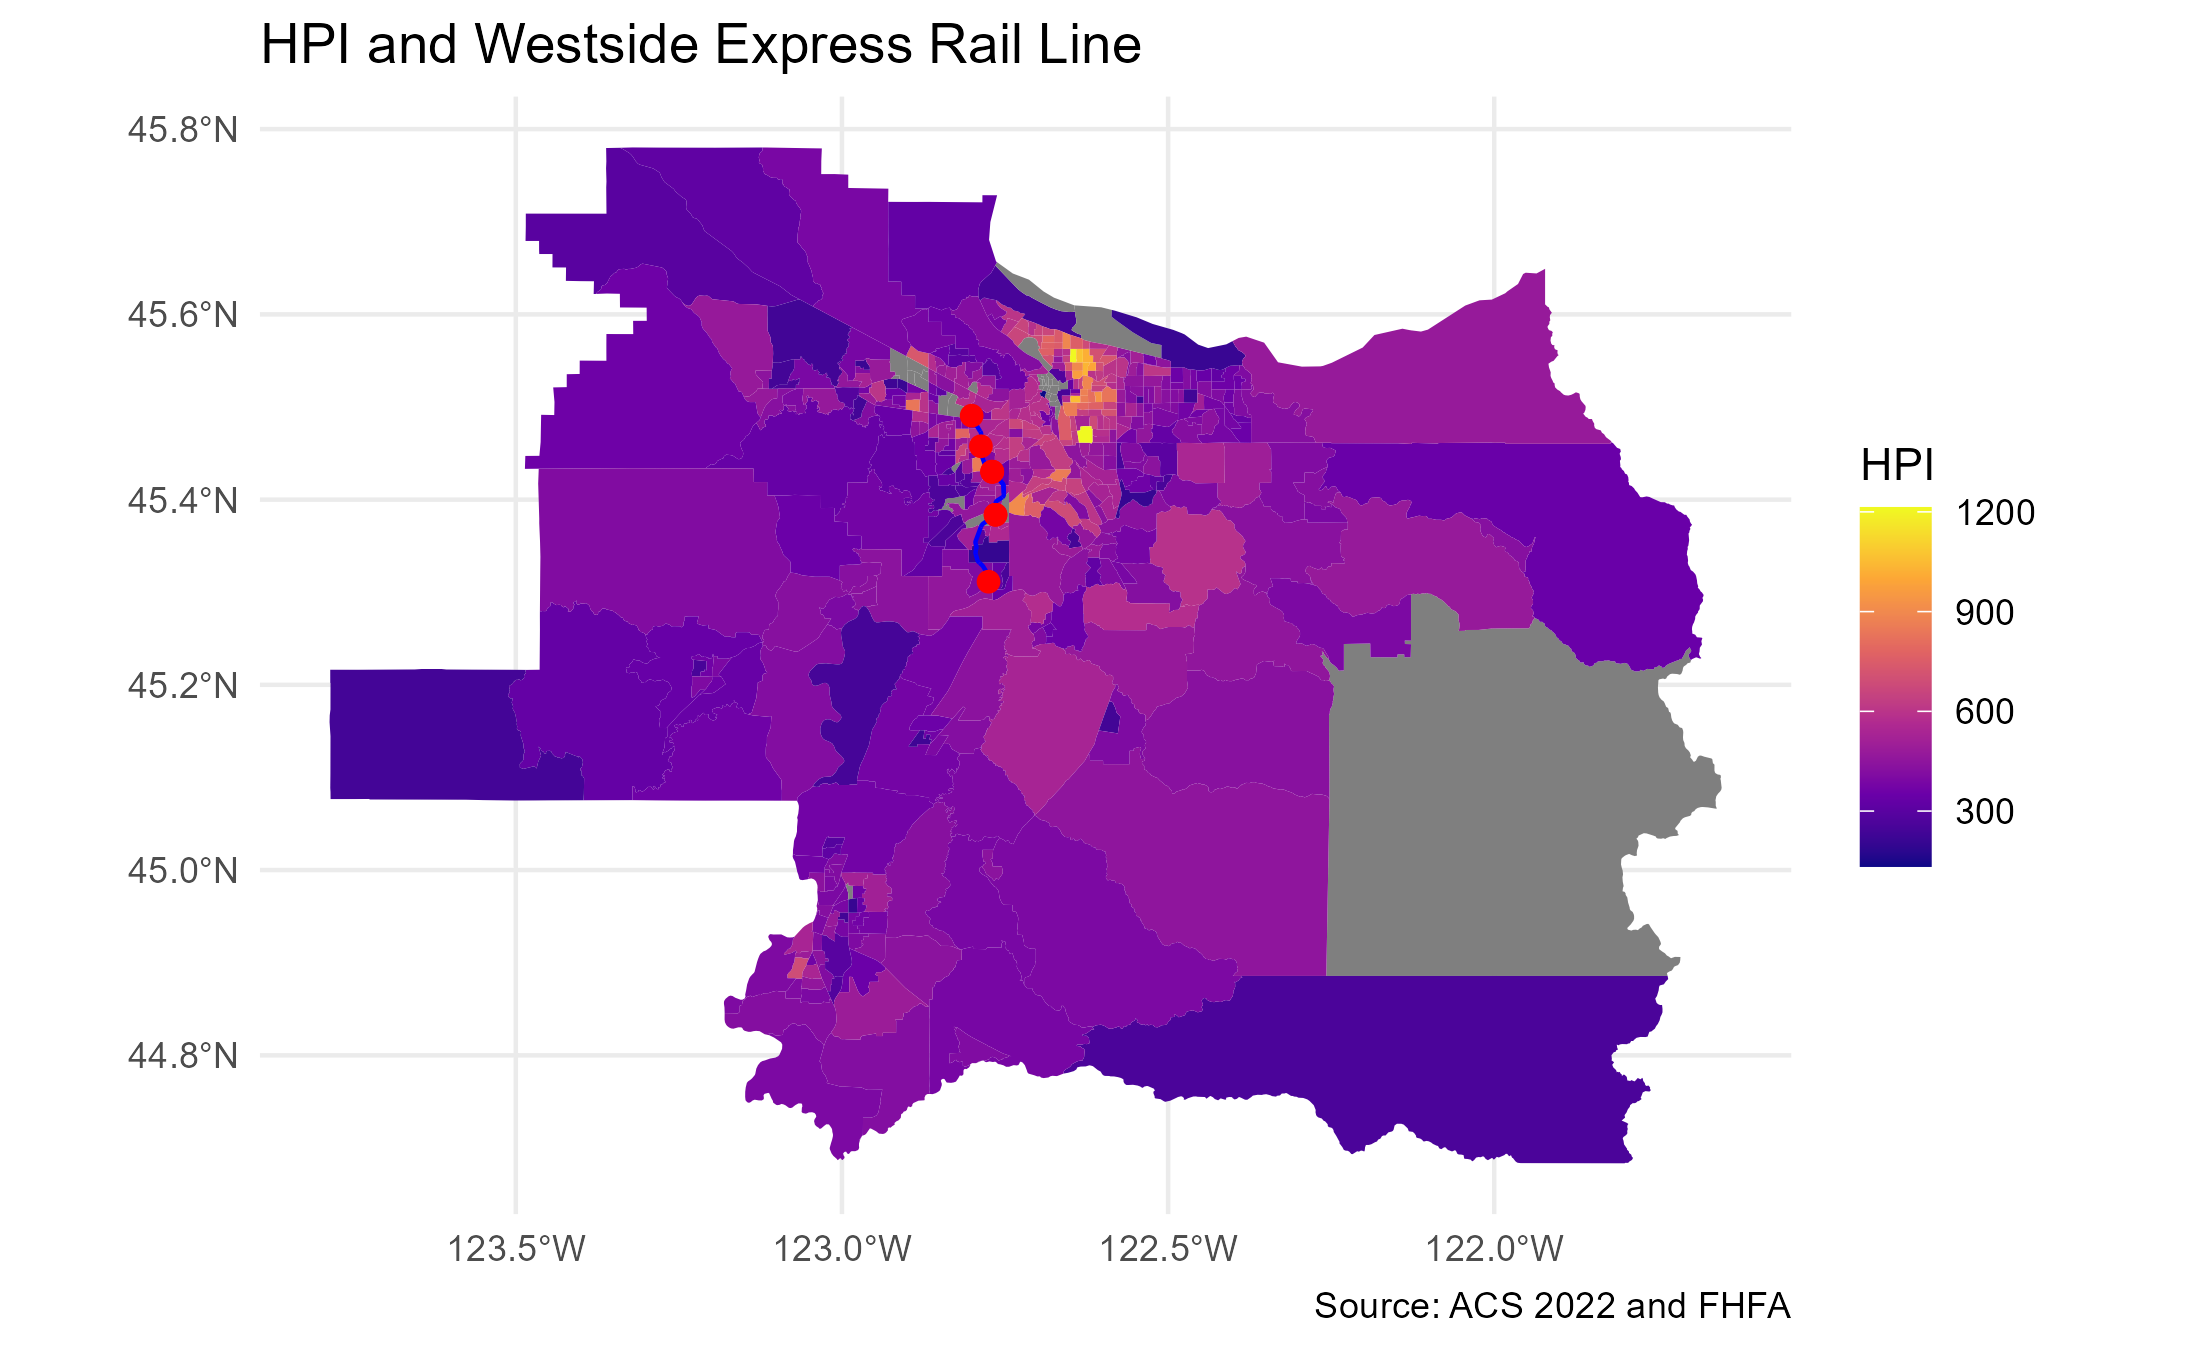 HPI and Westside Express Rail Line
45.8°N
45.6°N
45.4°N
45.2°N
45.0°N
44.8°N
123.5°W
123.0°W
122.5°W
122.0°W
HPI
1200
900
600
300
Source: ACS 2022 and FHFA